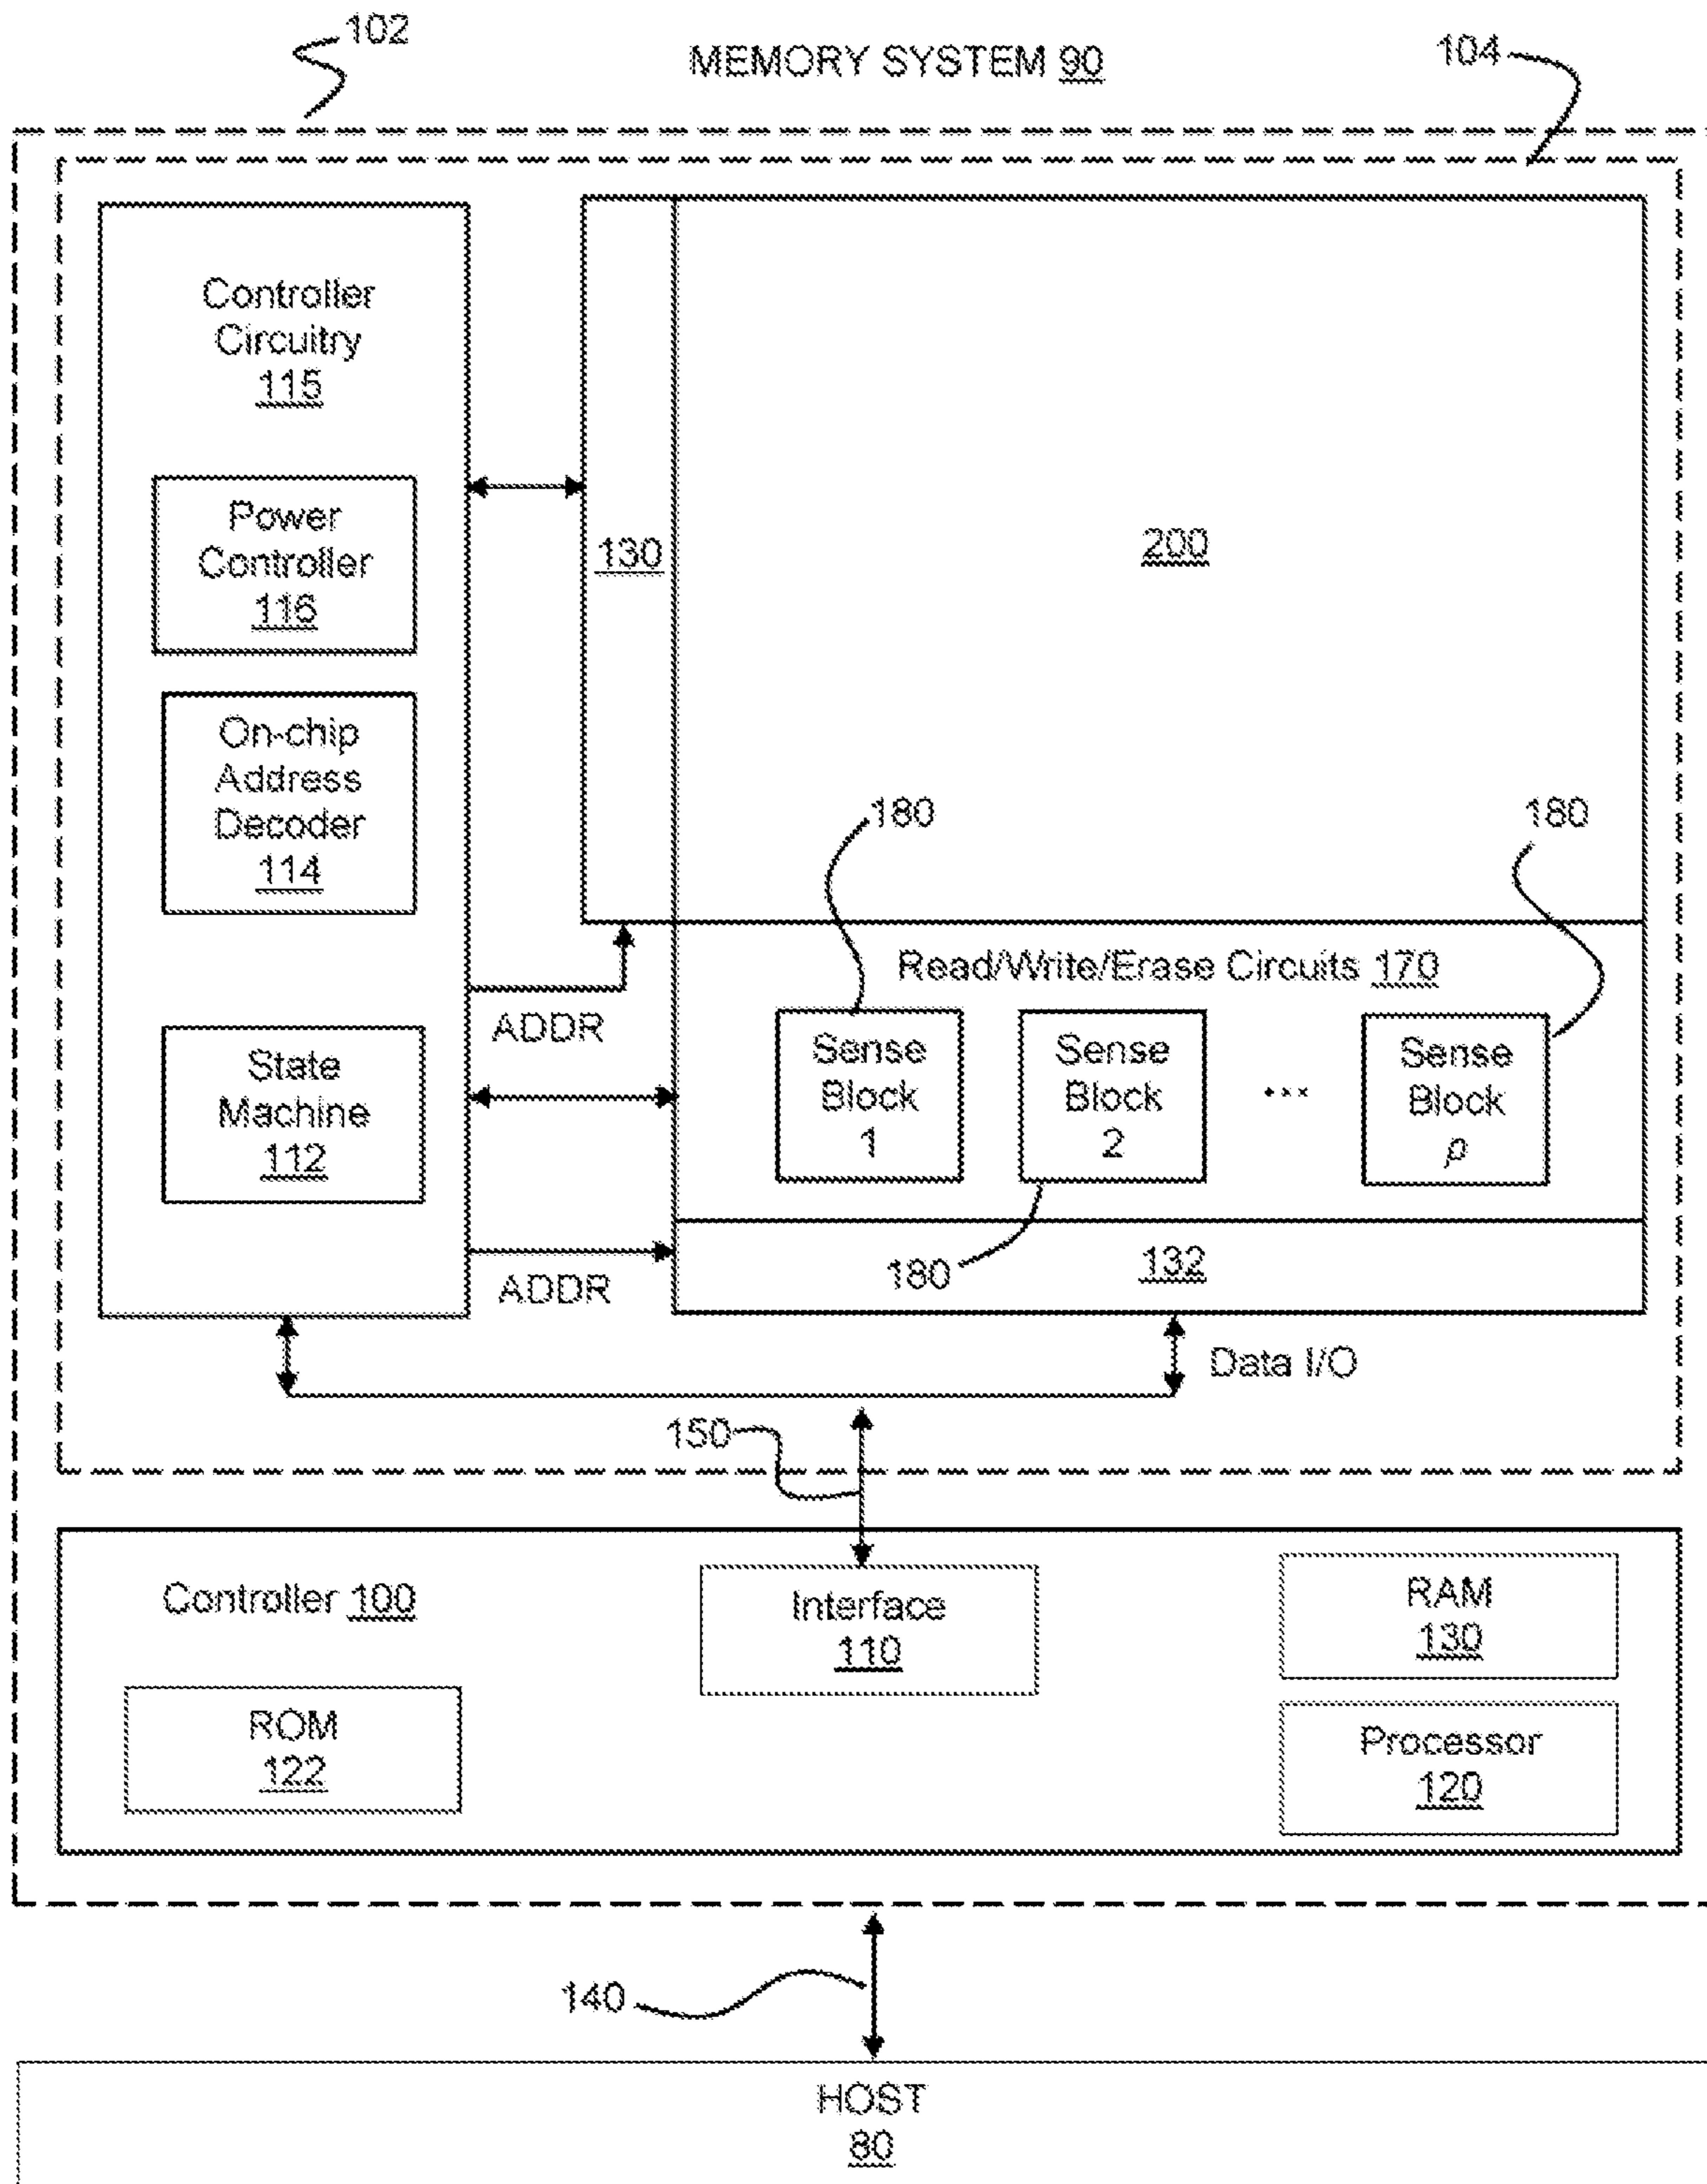 102
MEMORY SYSTEM 90
104
Controller
Circuitry
115
Power
Controller
116
130
200
On-chip
Address
Decoder
114
180
180
Read/Write/Erase Circuits 170
ADDR
State
Machine
112
Sense
Block
1
Sense
Block
2
...
Sense
Block
p
180
132
ADDR
Data I/O
150
Controller 100
Interface
110
RAM
130
ROM
122
Processor
120
140
HOST
80